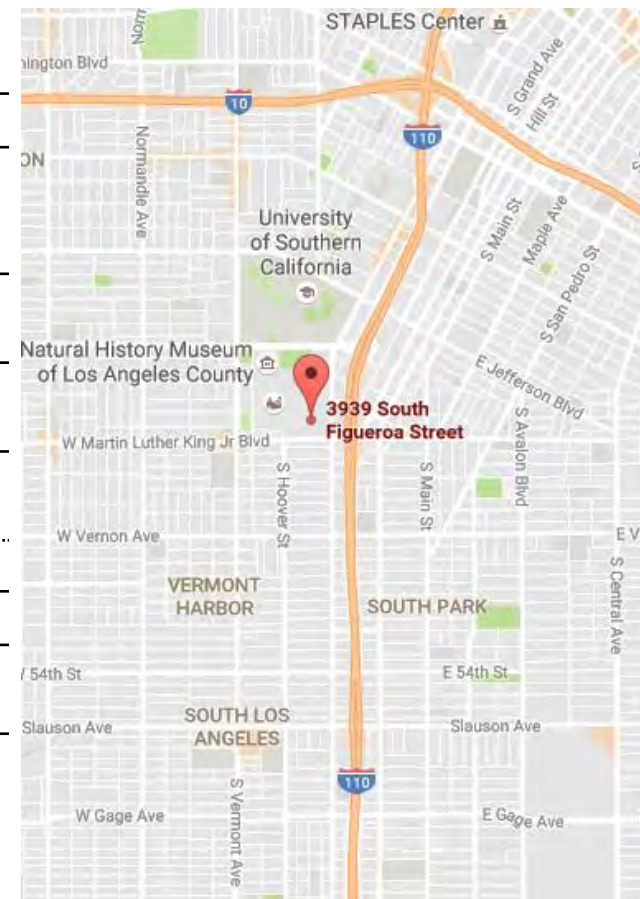 STAPLES Center
Norm
nington Blvd
S Grand Ave
Hill St
10
110
ON
Normandie Ave
University
of Southern
California
S Main St
Maple Ave
S San Pedro St
Natural History Museum
of Los Angeles County
E Jefferson Blvd
3939 South
Figueroa Street
W Martin Luther King Jr Blvd
S Avalon Blvd
S Hoover St
S Main St
W Vernon Ave
E V
VERMONT
HARBOR
SOUTH PARK
S Central Ave
54th St
E 54th St
SOUTH LOS
ANGELES
Slauson Ave
Slauson Ave
110
S Vermont Ave
W Gage Ave
E Gage Ave